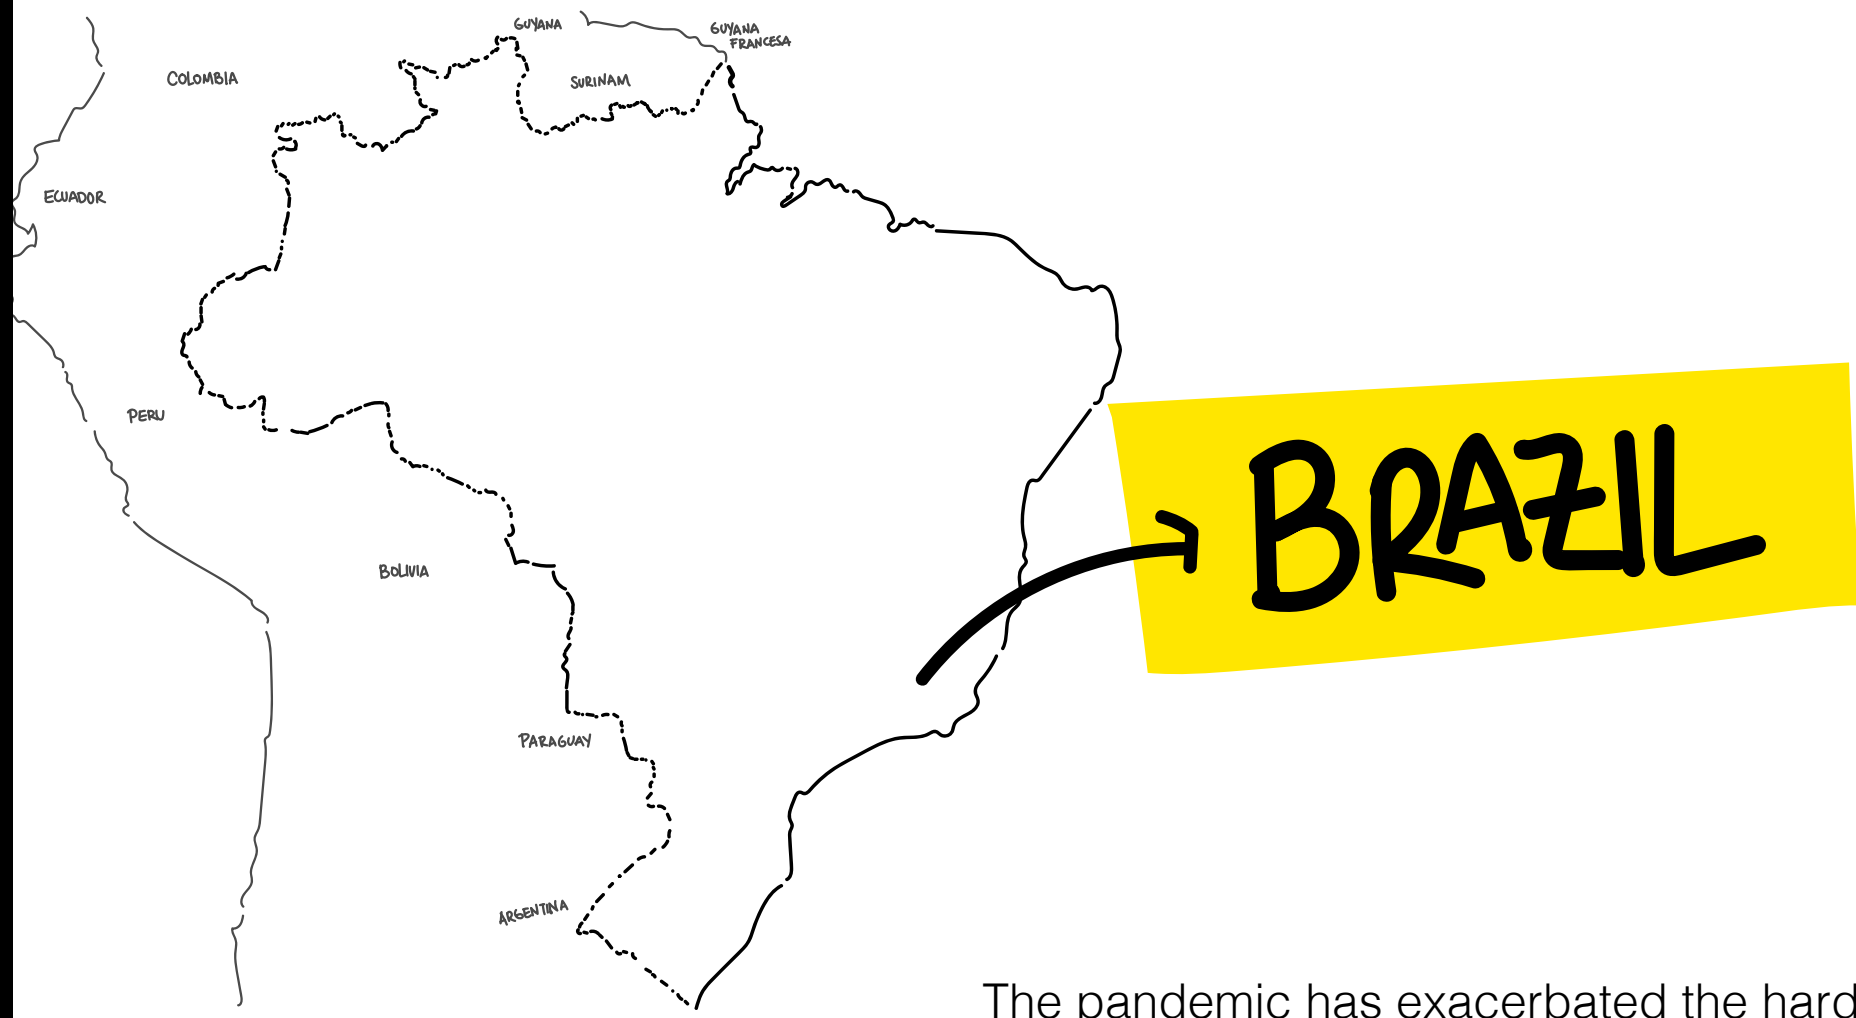 GUYANA
GUYANA
FRANCESA
COLOMBIA
SURINAM
ECUADOR
PERU
BRAZIL
BOLIVIA
PARAGUAY
ARGENTINA
The pandemic has exacerbated the hard